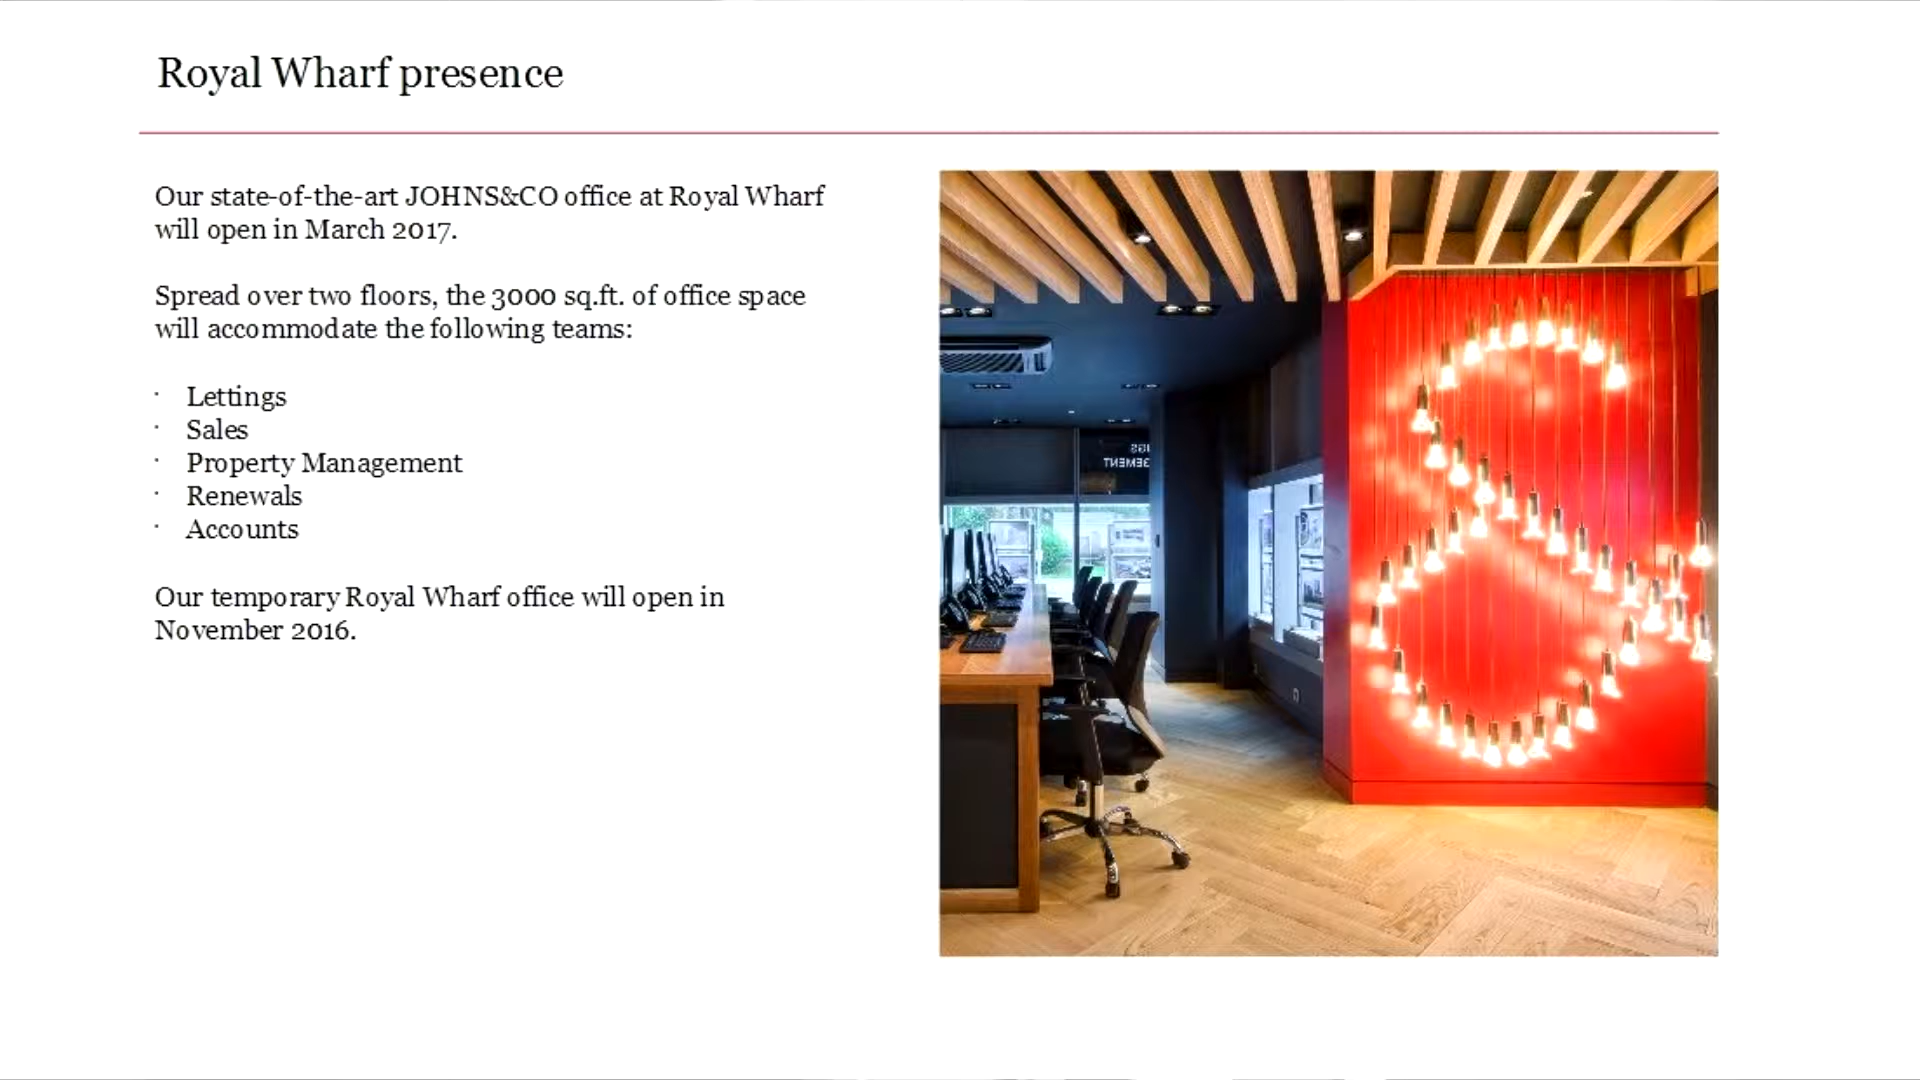 Royal Wharf presence
Our state-of-the-art JOHNS&CO office at Royal Wharf
will open in March 2017.
Spread over two floors, the 3000 sq.ft. of office space
will accommodate the following teams:
· Lettings
· Sales
· Property Management
· Renewals
· Accounts
Our temporary Royal Wharf office will open in
November 2016.
&